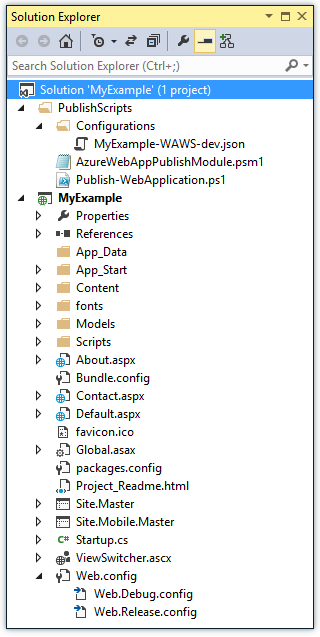 Solution Explorer
Search Solution Explorer (Ctrl+;)
Solution 'MyExample' (1 project)
PublishScripts
Configurations
MyExample-WAWS-dev.json
AzureWebAppPublishModule.psm1
Publish-WebApplication.ps1
MyExample
Properties
References
App_Data
App_Start
Content
fonts
Models
Scripts
About.aspx
Bundle.config
Contact.aspx
Default.aspx
favicon.ico
Global.asax
packages.config
Project_Readme.html
Site.Master
Site.Mobile.Master
C# Startup.cs
ViewSwitcher.ascx
Web.config
Web.Debug.config
Web.Release.config